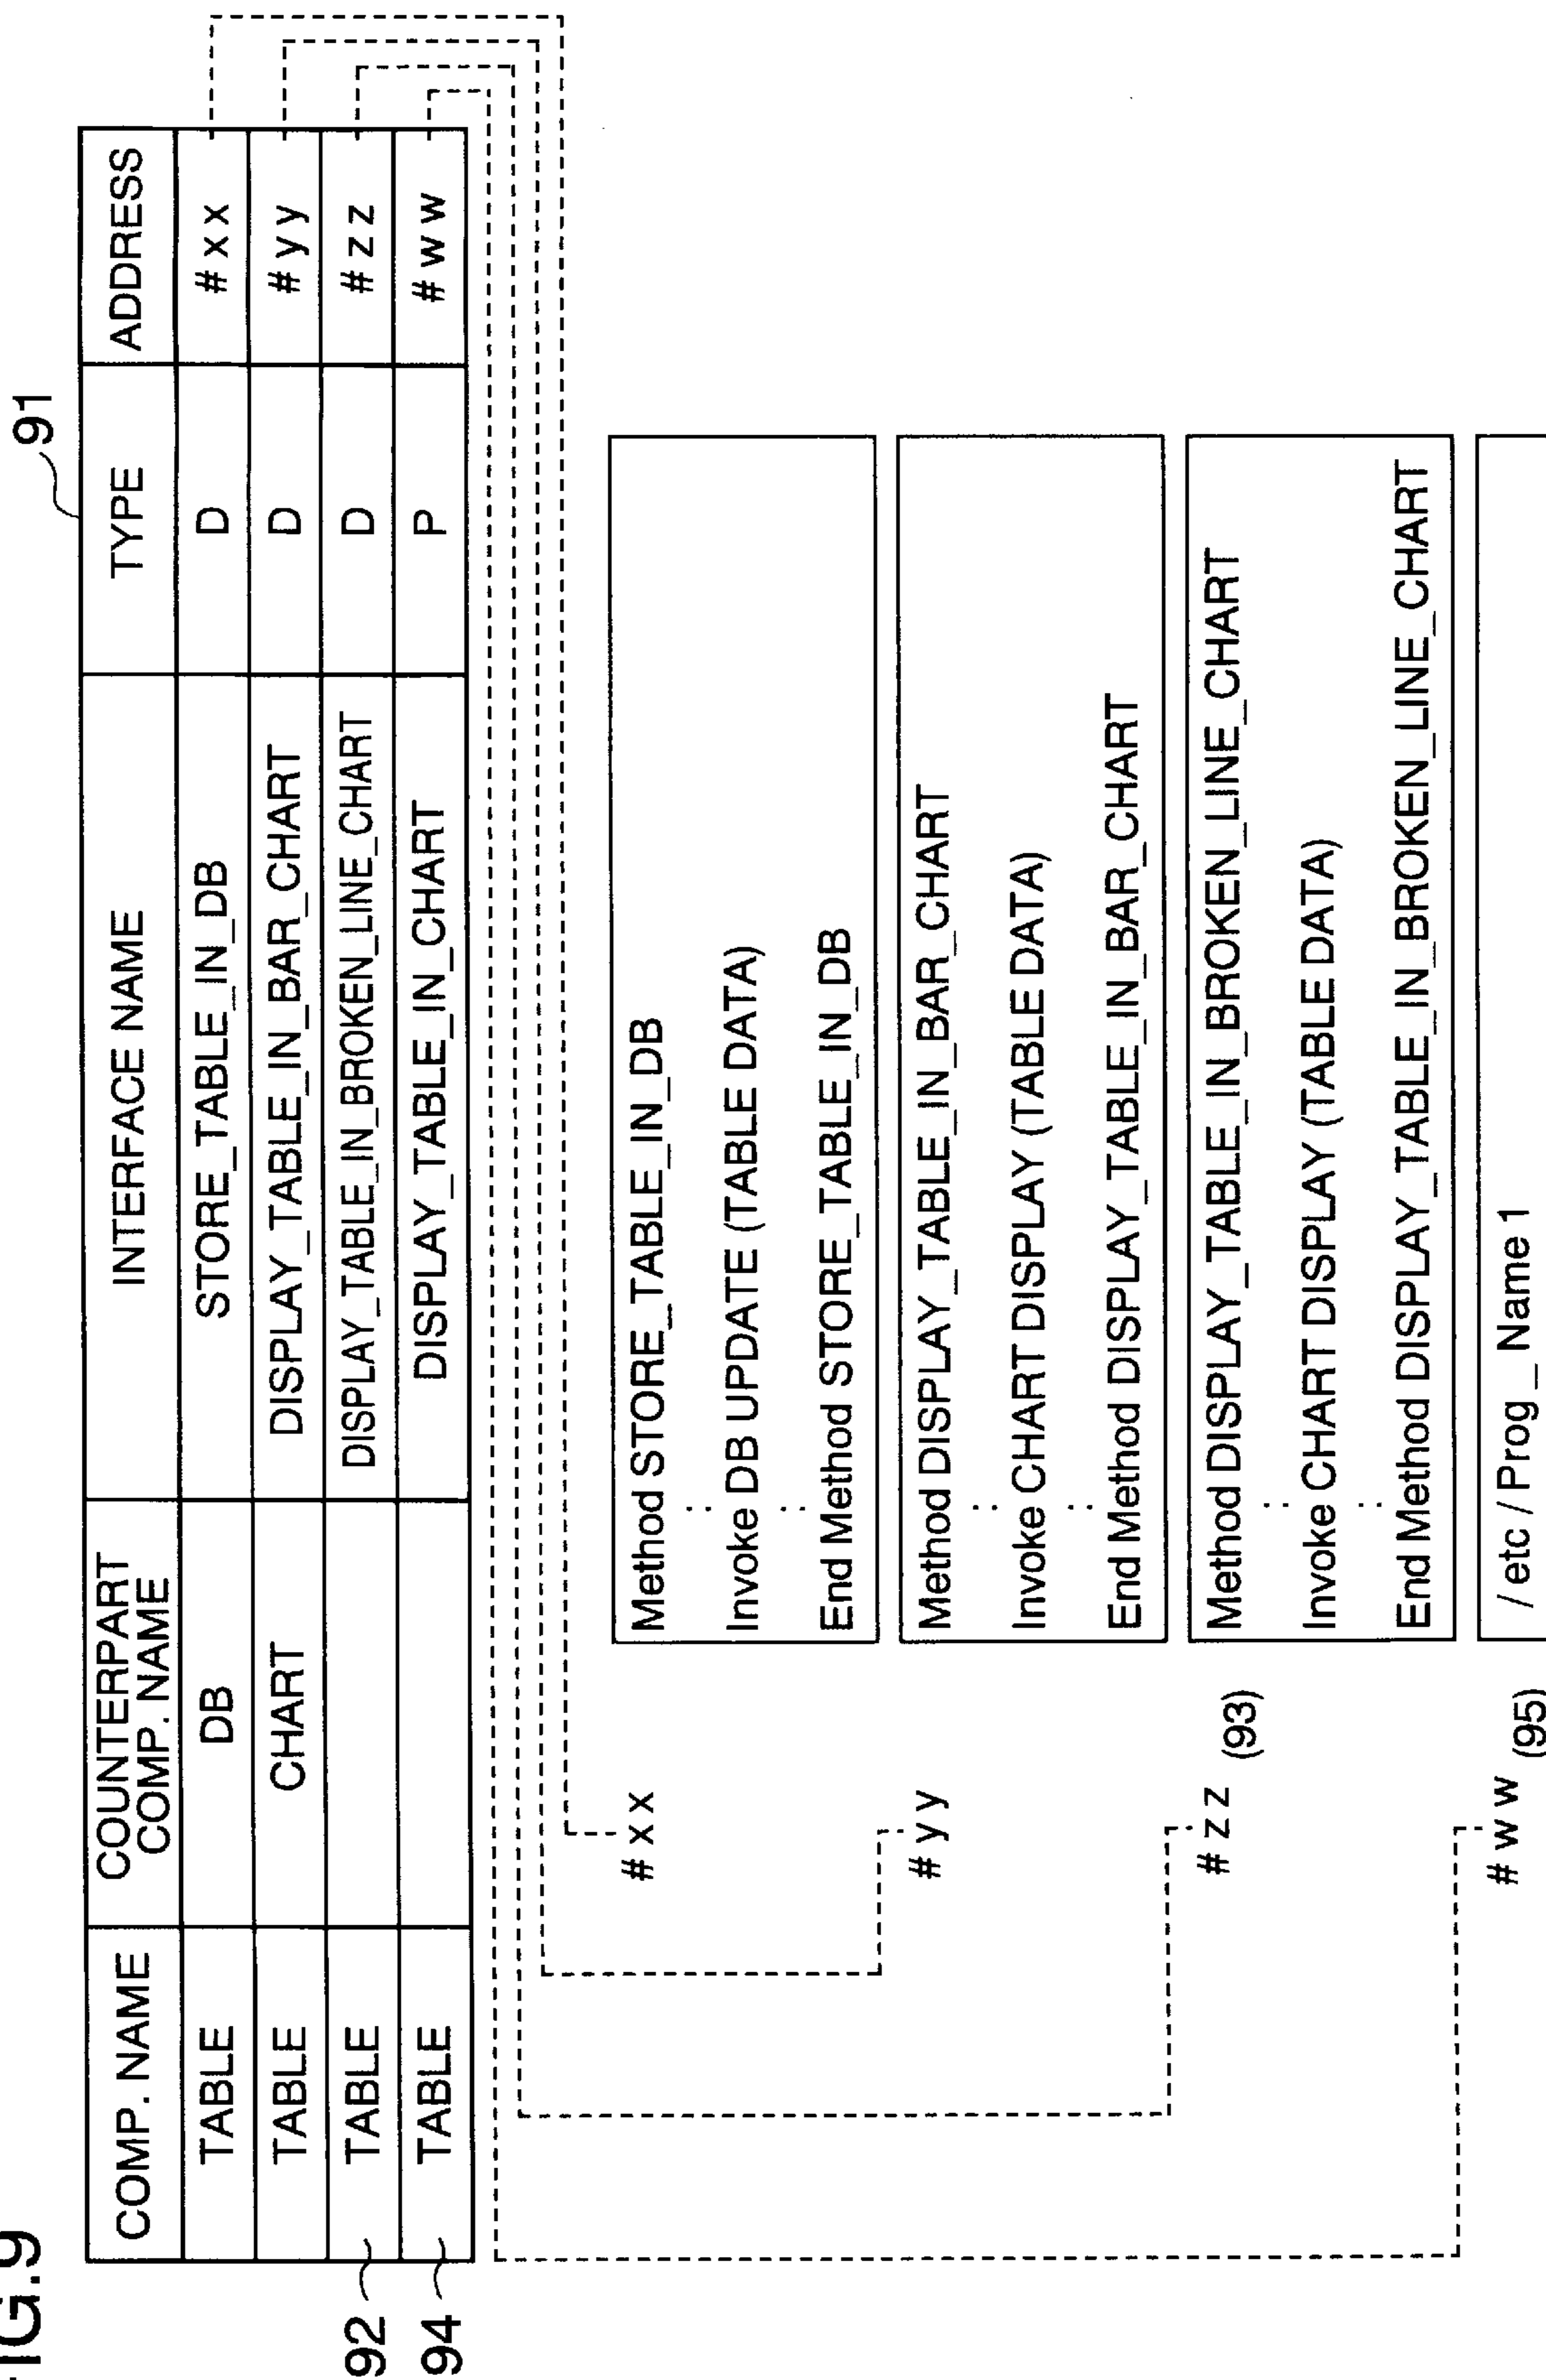 FIG.9
91
COMP. NAME COUNTERPART COMP. NAME INTERFACE NAME TYPE ADDRESS
TABLE DB STORE_TABLE_IN_DB D #xx
TABLE CHART DISPLAY_TABLE_IN_BAR_CHART D #yy
92 TABLE DISPLAY_TABLE_IN_BROKEN_LINE_CHART D #zz
94 TABLE DISPLAY_TABLE_IN_CHART P #ww
#xx
Method STORE_TABLE_IN_DB
:
Invoke DB UPDATE (TABLE DATA)
:
End Method STORE_TABLE_IN_DB
#yy
Method DISPLAY_TABLE_IN_BAR_CHART
:
Invoke CHART DISPLAY (TABLE DATA)
:
End Method DISPLAY_TABLE_IN_BAR_CHART
#zz (93)
Method DISPLAY_TABLE_IN_BROKEN_LINE_CHART
:
Invoke CHART DISPLAY (TABLE DATA)
:
End Method DISPLAY_TABLE_IN_BROKEN_LINE_CHART
#ww (95)
/etc/Prog_Name1